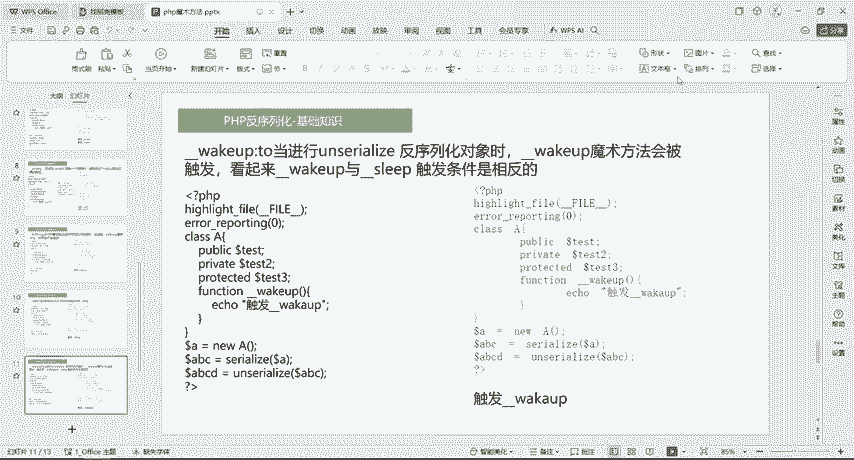 WPS Office
找稻壳模板
php魔术方法.pptx
文件
开始
插入
设计
切换
动画
放映
审阅
视图
工具
会员专享
WPS AI
分享
格式刷
粘贴
当页开始
新建幻灯片
版式
节
重置
形状
图片
查找
文本框
排列
选择
大纲
幻灯片
8
9
10
PHP反序列化-基础知识
__wakeup:to当进行unserialize 反序列化对象时，__wakeup魔术方法会被
触发，看起来__wakeup与__sleep 触发条件是相反的
<?php
highlight_file(__FILE__);
error_reporting(0);
class A{
public $test;
private $test2;
protected $test3;
function __wakeup(){
echo "触发__wakaup";
}
}
$a = new A();
$abc = serialize($a);
$abcd = unserialize($abc);
?>
<?php
highlight_file(__FILE__);
error_reporting(0);
class A{
public $test;
private $test2;
protected $test3;
function __wakeup(){
echo "触发__wakaup";
}
}
$a = new A();
$abc = serialize($a);
$abcd = unserialize($abc);
?>
触发__wakaup
属性
动画
切换
素材
美化
文库
主题
帮助
设置
幻灯片 11 / 13
1_Office 主题
缺失字体
智能美化
备注
批注
85%